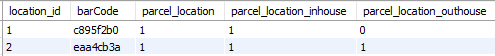 location_id barCode parcel_location parcel_location_inhouse parcel_location_outhouse
1 c895f2b0 1 1 0
2 eaa4cb3a 1 1 1